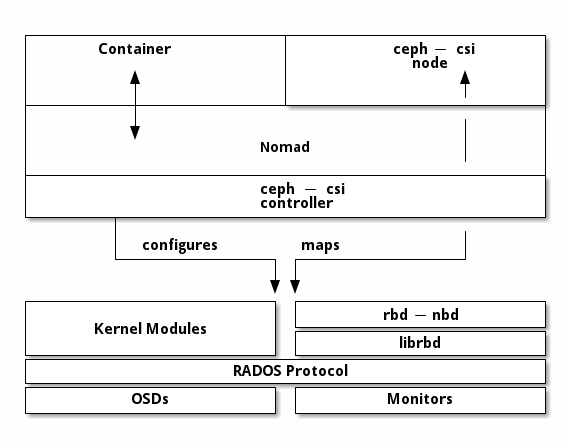 Container
ceph — csi
node
Nomad
ceph — csi
controller
configures
maps
Kernel Modules
rbd — nbd
librbd
RADOS Protocol
OSDs
Monitors